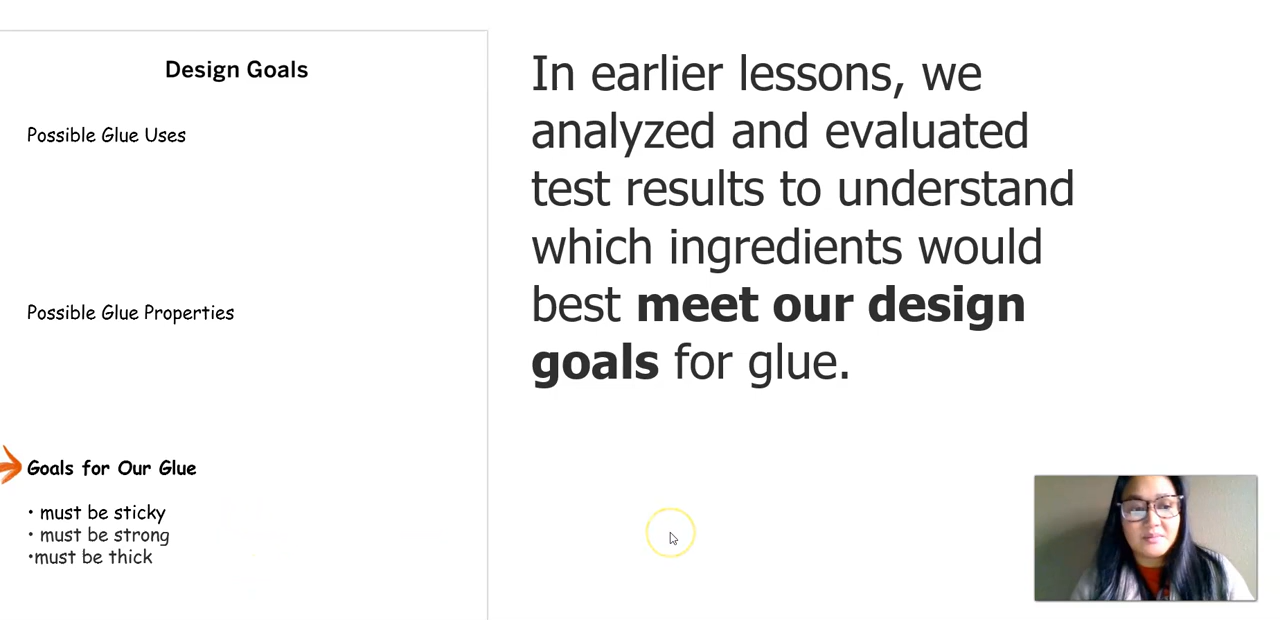 Design Goals
Possible Glue Uses
Possible Glue Properties
Goals for Our Glue
• must be sticky
• must be strong
•must be thick
In earlier lessons, we
analyzed and evaluated
test results to understand
which ingredients would
best meet our design
goals for glue.